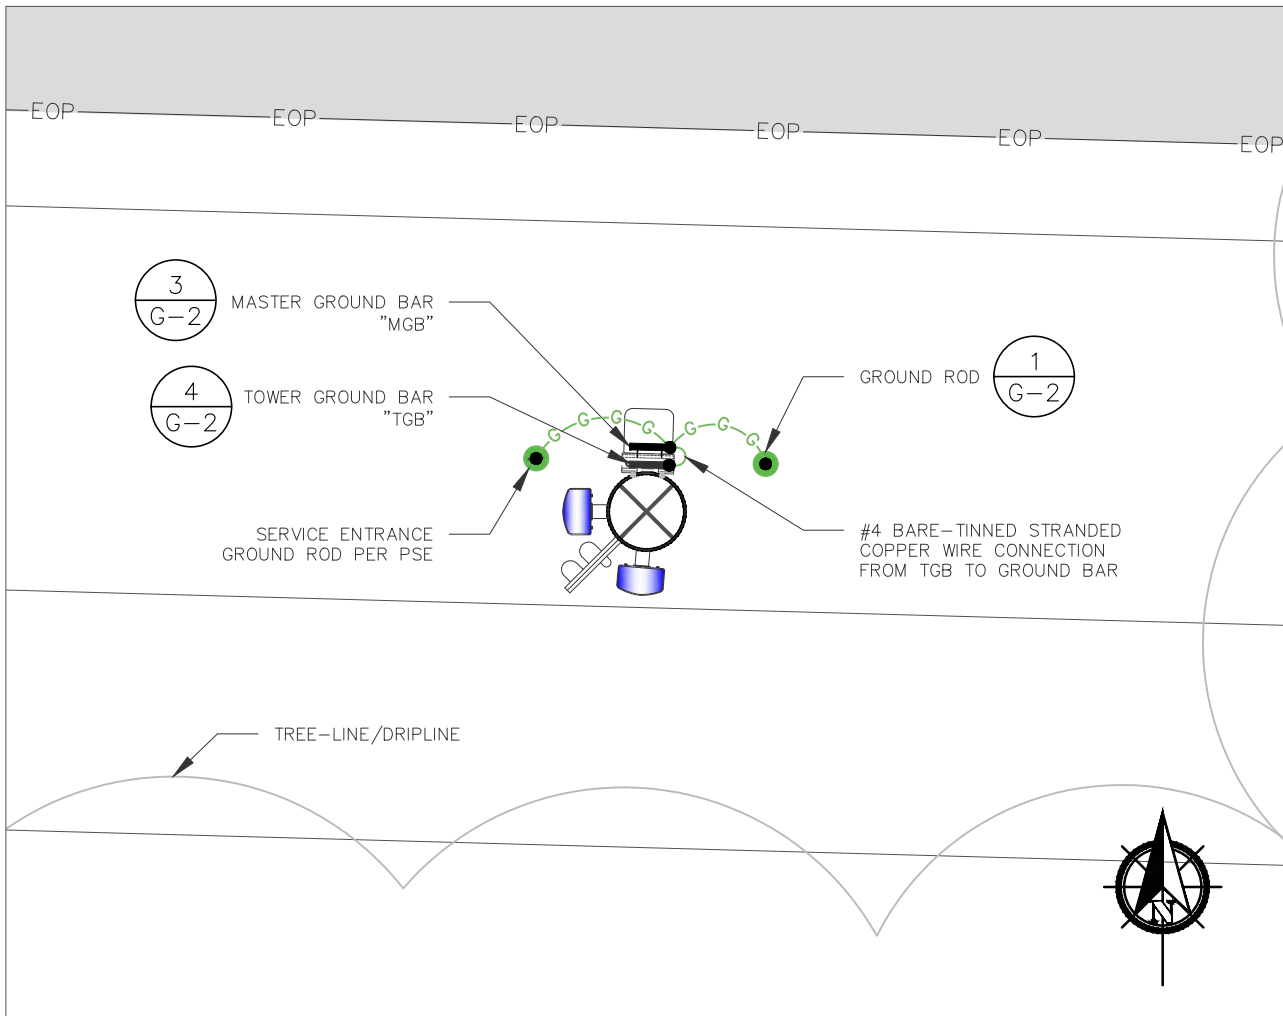 EOP EOP EOP EOP EOP EOP
3
G-2
MASTER GROUND BAR
"MGB"
4
G-2
TOWER GROUND BAR
"TGB"
GROUND ROD
1
G-2
G G G G G G G
SERVICE ENTRANCE
GROUND ROD PER PSE
#4 BARE-TINNED STRANDED
COPPER WIRE CONNECTION
FROM TGB TO GROUND BAR
TREE-LINE/DRIPLINE
N